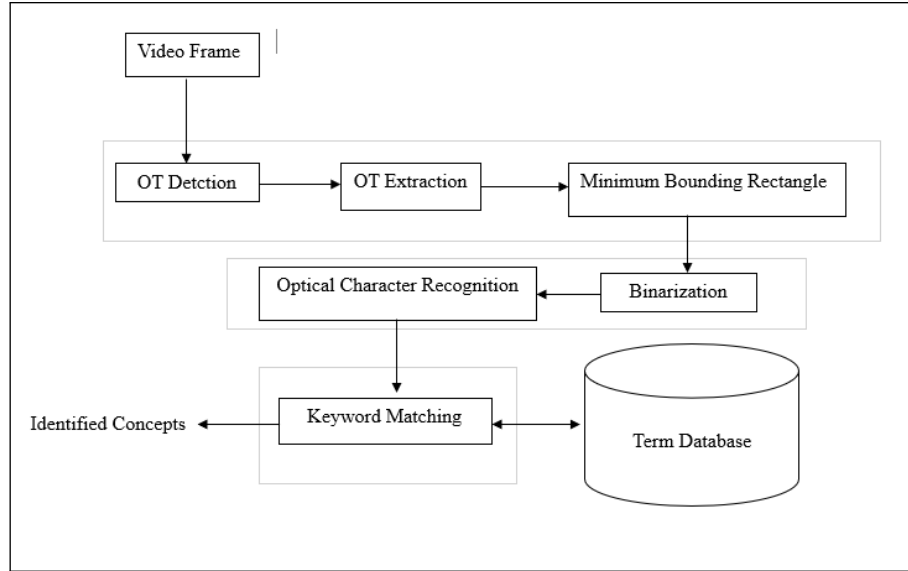 Video Frame
OT Detction
OT Extraction
Minimum Bounding Rectangle
Optical Character Recognition
Binarization
Identified Concepts
Keyword Matching
Term Database